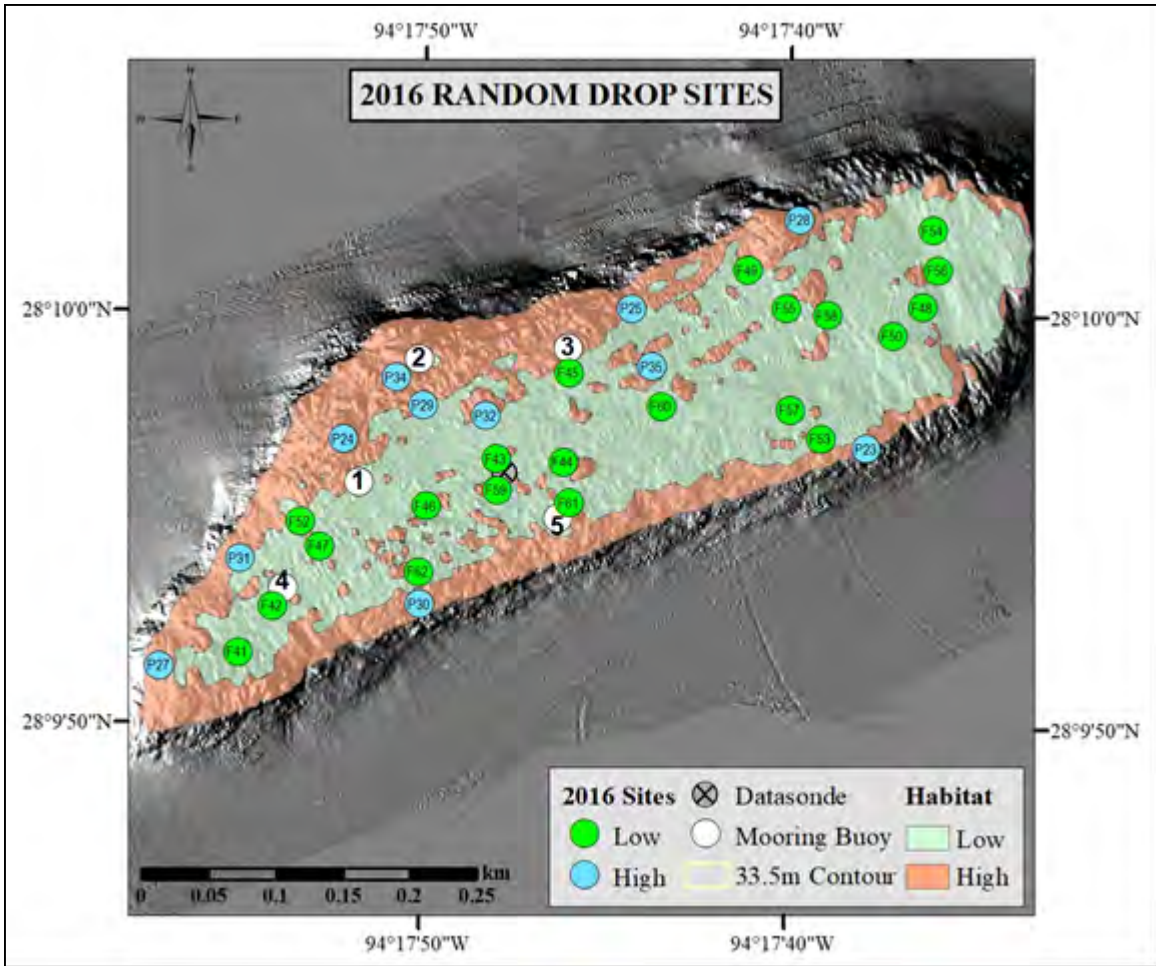 94°17'50"W 94°17'40"W
2016 RANDOM DROP SITES
N
W E
P28
F54
F49 F56
28°10'0"N P25 F55 F58 F48 28°10'0"N
F50
3
2
P34 F45 P35
P29 P32 F60 F57
P24 F53 P23
F43 F44
1 F59
F46 F61
F52 5
F47
P31 F62
4
F42 P30
F41
P27
28°9'50"N 28°9'50"N
2016 Sites Datasonde Habitat
Low Mooring Buoy Low
High 33.5m Contour High
km
0 0.05 0.1 0.15 0.2 0.25
94°17'50"W 94°17'40"W